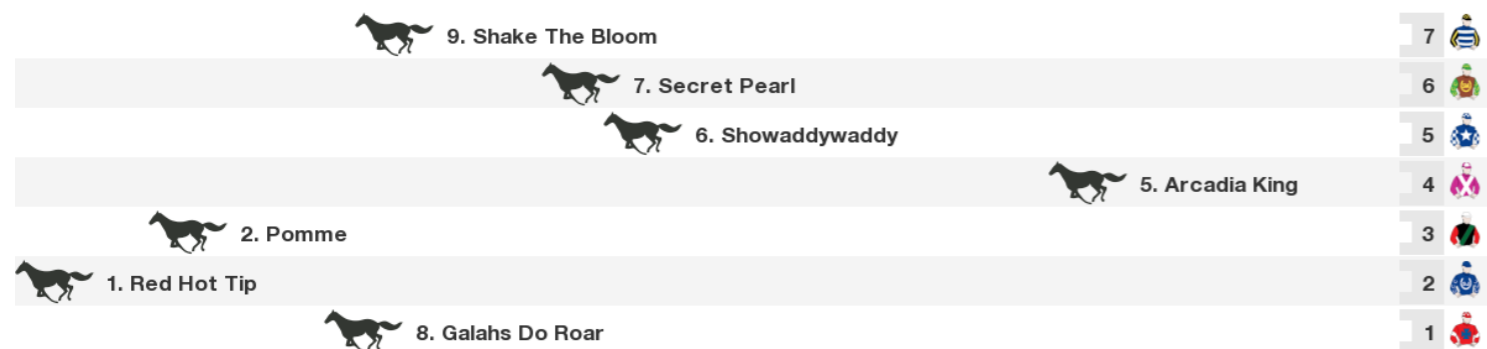 9. Shake The Bloom 7
7. Secret Pearl 6
6. Showaddywaddy 5
5. Arcadia King 4
2. Pomme 3
1. Red Hot Tip 2
8. Galahs Do Roar 1